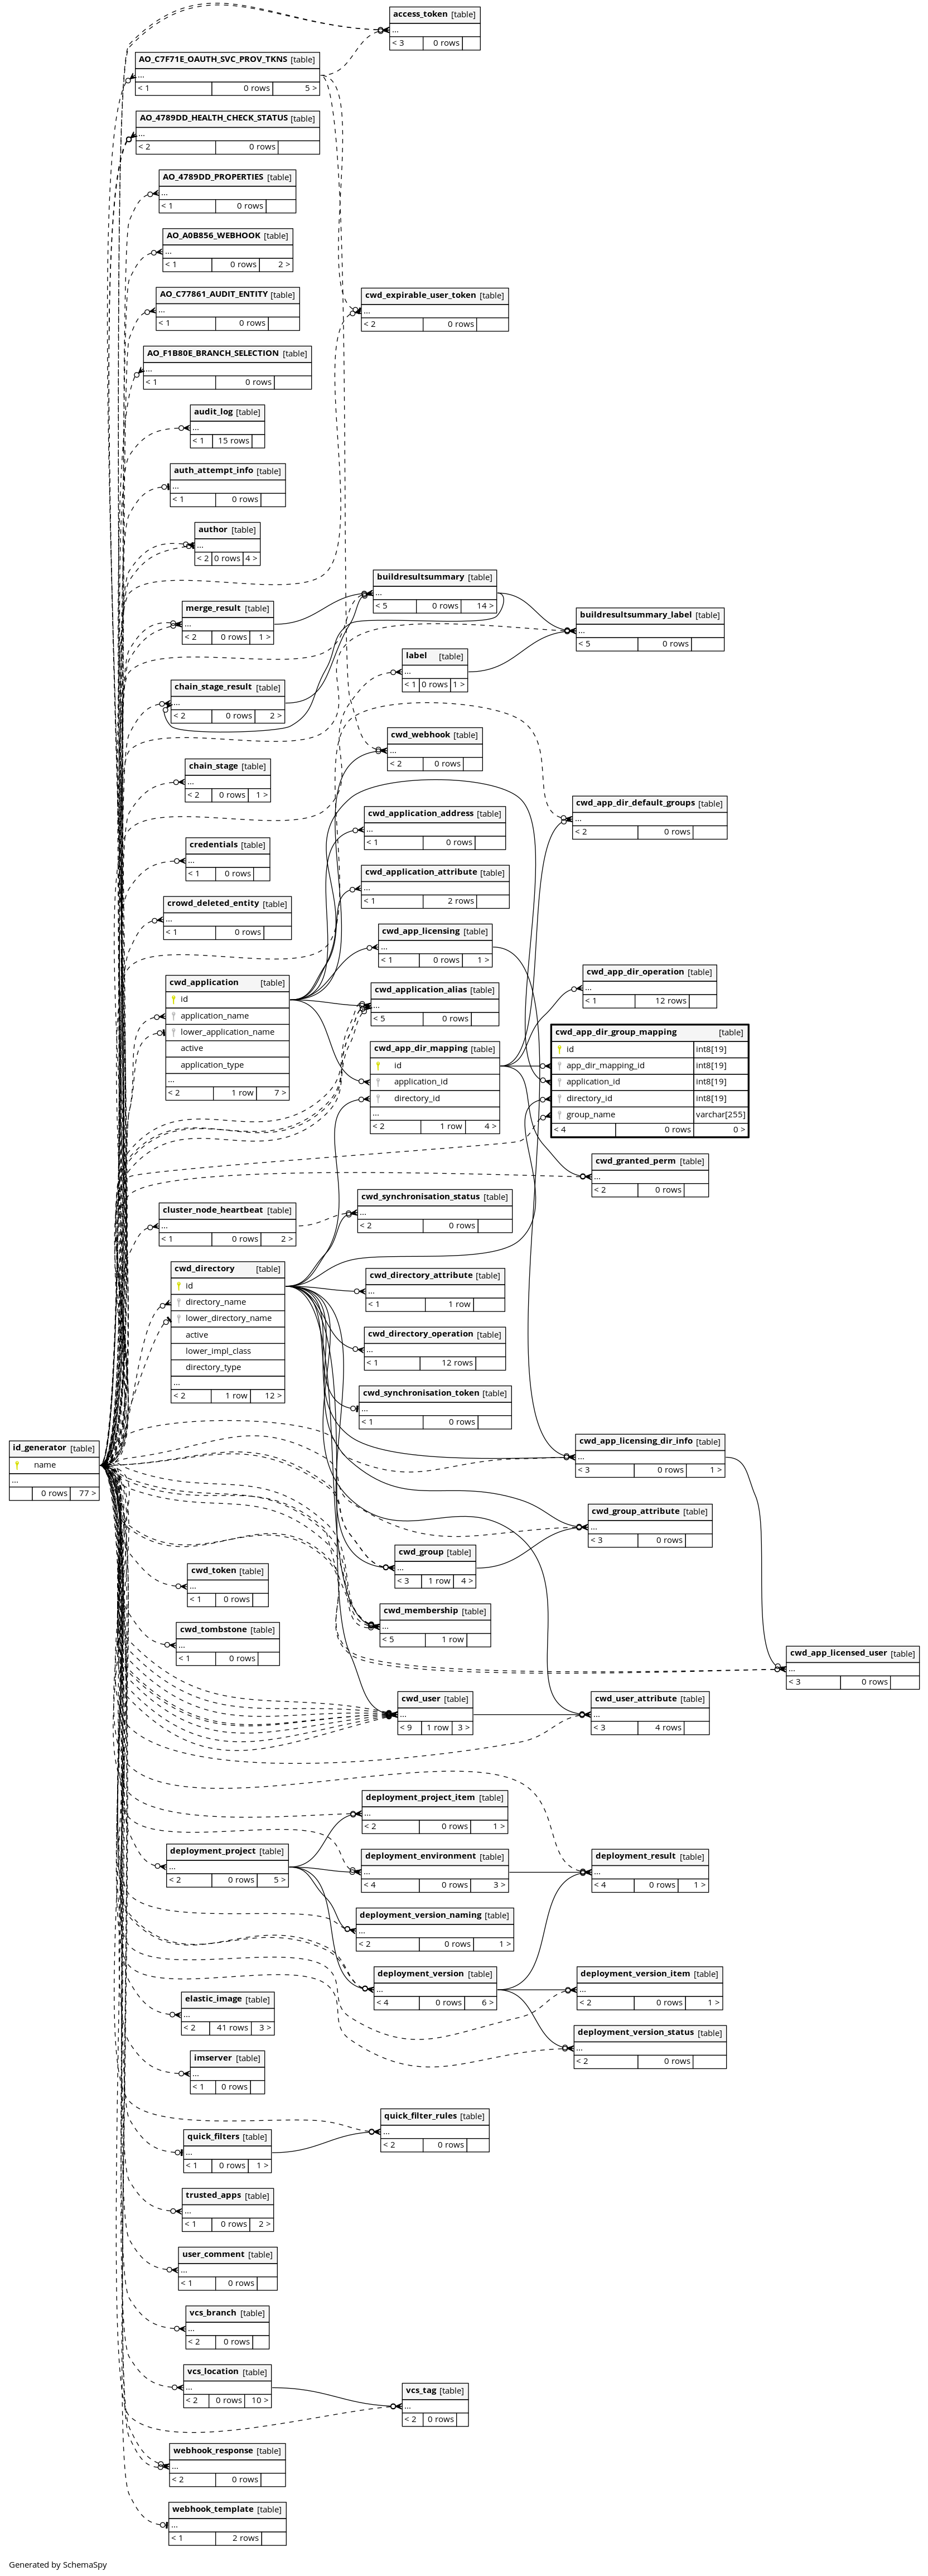 access_token [table]
...
< 3 0 rows
AO_C7F71E_OAUTH_SVC_PROV_TKNS [table]
...
< 1 0 rows 5 >
AO_4789DD_HEALTH_CHECK_STATUS [table]
...
< 2 0 rows
AO_4789DD_PROPERTIES [table]
...
< 1 0 rows
AO_A0B856_WEBHOOK [table]
...
< 1 0 rows 2 >
AO_C77861_AUDIT_ENTITY [table]
...
< 1 0 rows
cwd_expirable_user_token [table]
...
< 2 0 rows
AO_F1B80E_BRANCH_SELECTION [table]
...
< 1 0 rows
audit_log [table]
...
< 1 15 rows
auth_attempt_info [table]
...
< 1 0 rows
author [table]
...
< 2 0 rows 4 >
buildresultsummary [table]
...
< 5 0 rows 14 >
merge_result [table]
...
< 2 0 rows 1 >
buildresultsummary_label [table]
...
< 5 0 rows
label [table]
...
< 1 0 rows 1 >
chain_stage_result [table]
...
< 2 0 rows 2 >
cwd_webhook [table]
...
< 2 0 rows
chain_stage [table]
...
< 2 0 rows 1 >
cwd_app_dir_default_groups [table]
...
< 2 0 rows
cwd_application_address [table]
...
< 1 0 rows
credentials [table]
...
< 1 0 rows
cwd_application_attribute [table]
...
< 1 2 rows
crowd_deleted_entity [table]
...
< 1 0 rows
cwd_app_licensing [table]
...
< 1 0 rows 1 >
cwd_app_dir_operation [table]
...
< 1 12 rows
cwd_application [table]
id
application_name
lower_application_name
active
application_type
...
< 2 1 row 7 >
cwd_application_alias [table]
...
< 5 0 rows
cwd_app_dir_mapping [table]
id
application_id
directory_id
...
< 2 1 row 4 >
cwd_app_dir_group_mapping [table]
id int8[19]
app_dir_mapping_id int8[19]
application_id int8[19]
directory_id int8[19]
group_name varchar[255]
< 4 0 rows 0 >
cwd_granted_perm [table]
...
< 2 0 rows
cwd_synchronisation_status [table]
...
< 2 0 rows
cluster_node_heartbeat [table]
...
< 1 0 rows 2 >
cwd_directory [table]
id
directory_name
lower_directory_name
active
lower_impl_class
directory_type
...
< 2 1 row 12 >
cwd_directory_attribute [table]
...
< 1 1 row
cwd_directory_operation [table]
...
< 1 12 rows
cwd_synchronisation_token [table]
...
< 1 0 rows
id_generator [table]
name
...
0 rows 77 >
cwd_app_licensing_dir_info [table]
...
< 3 0 rows 1 >
cwd_group_attribute [table]
...
< 3 0 rows
cwd_group [table]
...
< 3 1 row 4 >
cwd_token [table]
...
< 1 0 rows
cwd_membership [table]
...
< 5 1 row
cwd_tombstone [table]
...
< 1 0 rows
cwd_app_licensed_user [table]
...
< 3 0 rows
cwd_user [table]
...
< 9 1 row 3 >
cwd_user_attribute [table]
...
< 3 4 rows
deployment_project_item [table]
...
< 2 0 rows 1 >
deployment_project [table]
...
< 2 0 rows 5 >
deployment_environment [table]
...
< 4 0 rows 3 >
deployment_result [table]
...
< 4 0 rows 1 >
deployment_version_naming [table]
...
< 2 0 rows 1 >
deployment_version [table]
...
< 4 0 rows 6 >
deployment_version_item [table]
...
< 2 0 rows 1 >
elastic_image [table]
...
< 2 41 rows 3 >
deployment_version_status [table]
...
< 2 0 rows
imserver [table]
...
< 1 0 rows
quick_filter_rules [table]
...
< 2 0 rows
quick_filters [table]
...
< 1 0 rows 1 >
trusted_apps [table]
...
< 1 0 rows 2 >
user_comment [table]
...
< 1 0 rows
vcs_branch [table]
...
< 2 0 rows
vcs_location [table]
...
< 2 0 rows 10 >
vcs_tag [table]
...
< 2 0 rows
webhook_response [table]
...
< 2 0 rows
webhook_template [table]
...
< 1 2 rows
Generated by SchemaSpy